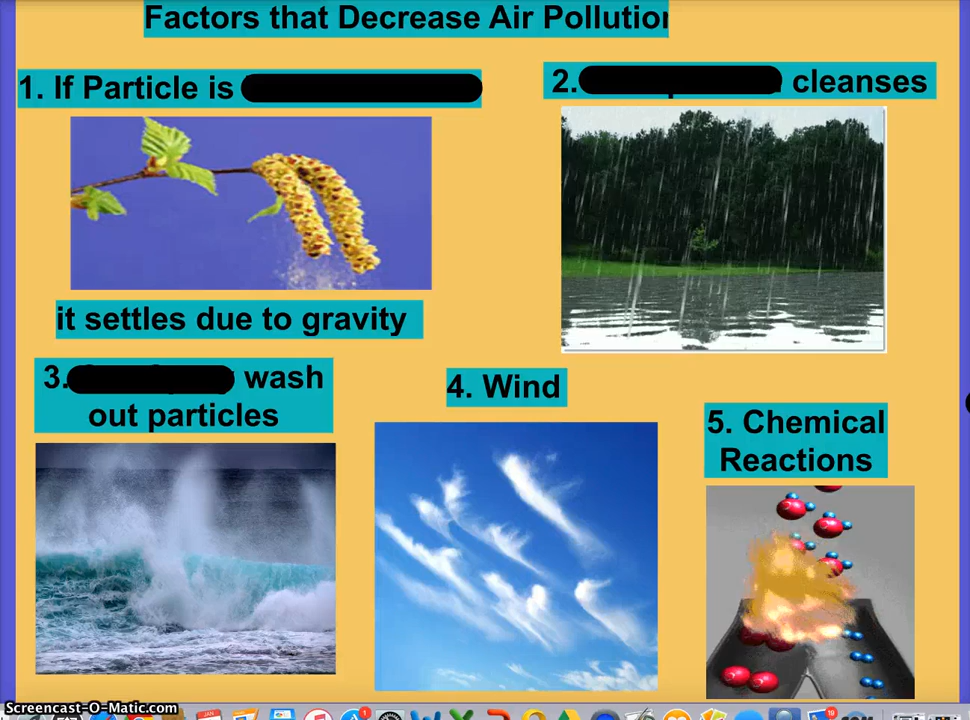 Factors that Decrease Air Pollution
1. If Particle is
2. cleanses
it settles due to gravity
3. wash
out particles
4. Wind
5. Chemical
Reactions
Screencast-O-Matic.com